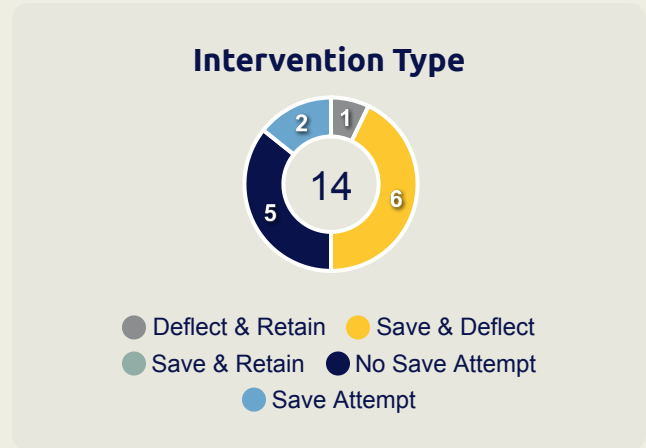 Intervention Type
2 1
14
5 6
Deflect & Retain Save & Deflect
Save & Retain No Save Attempt
Save Attempt